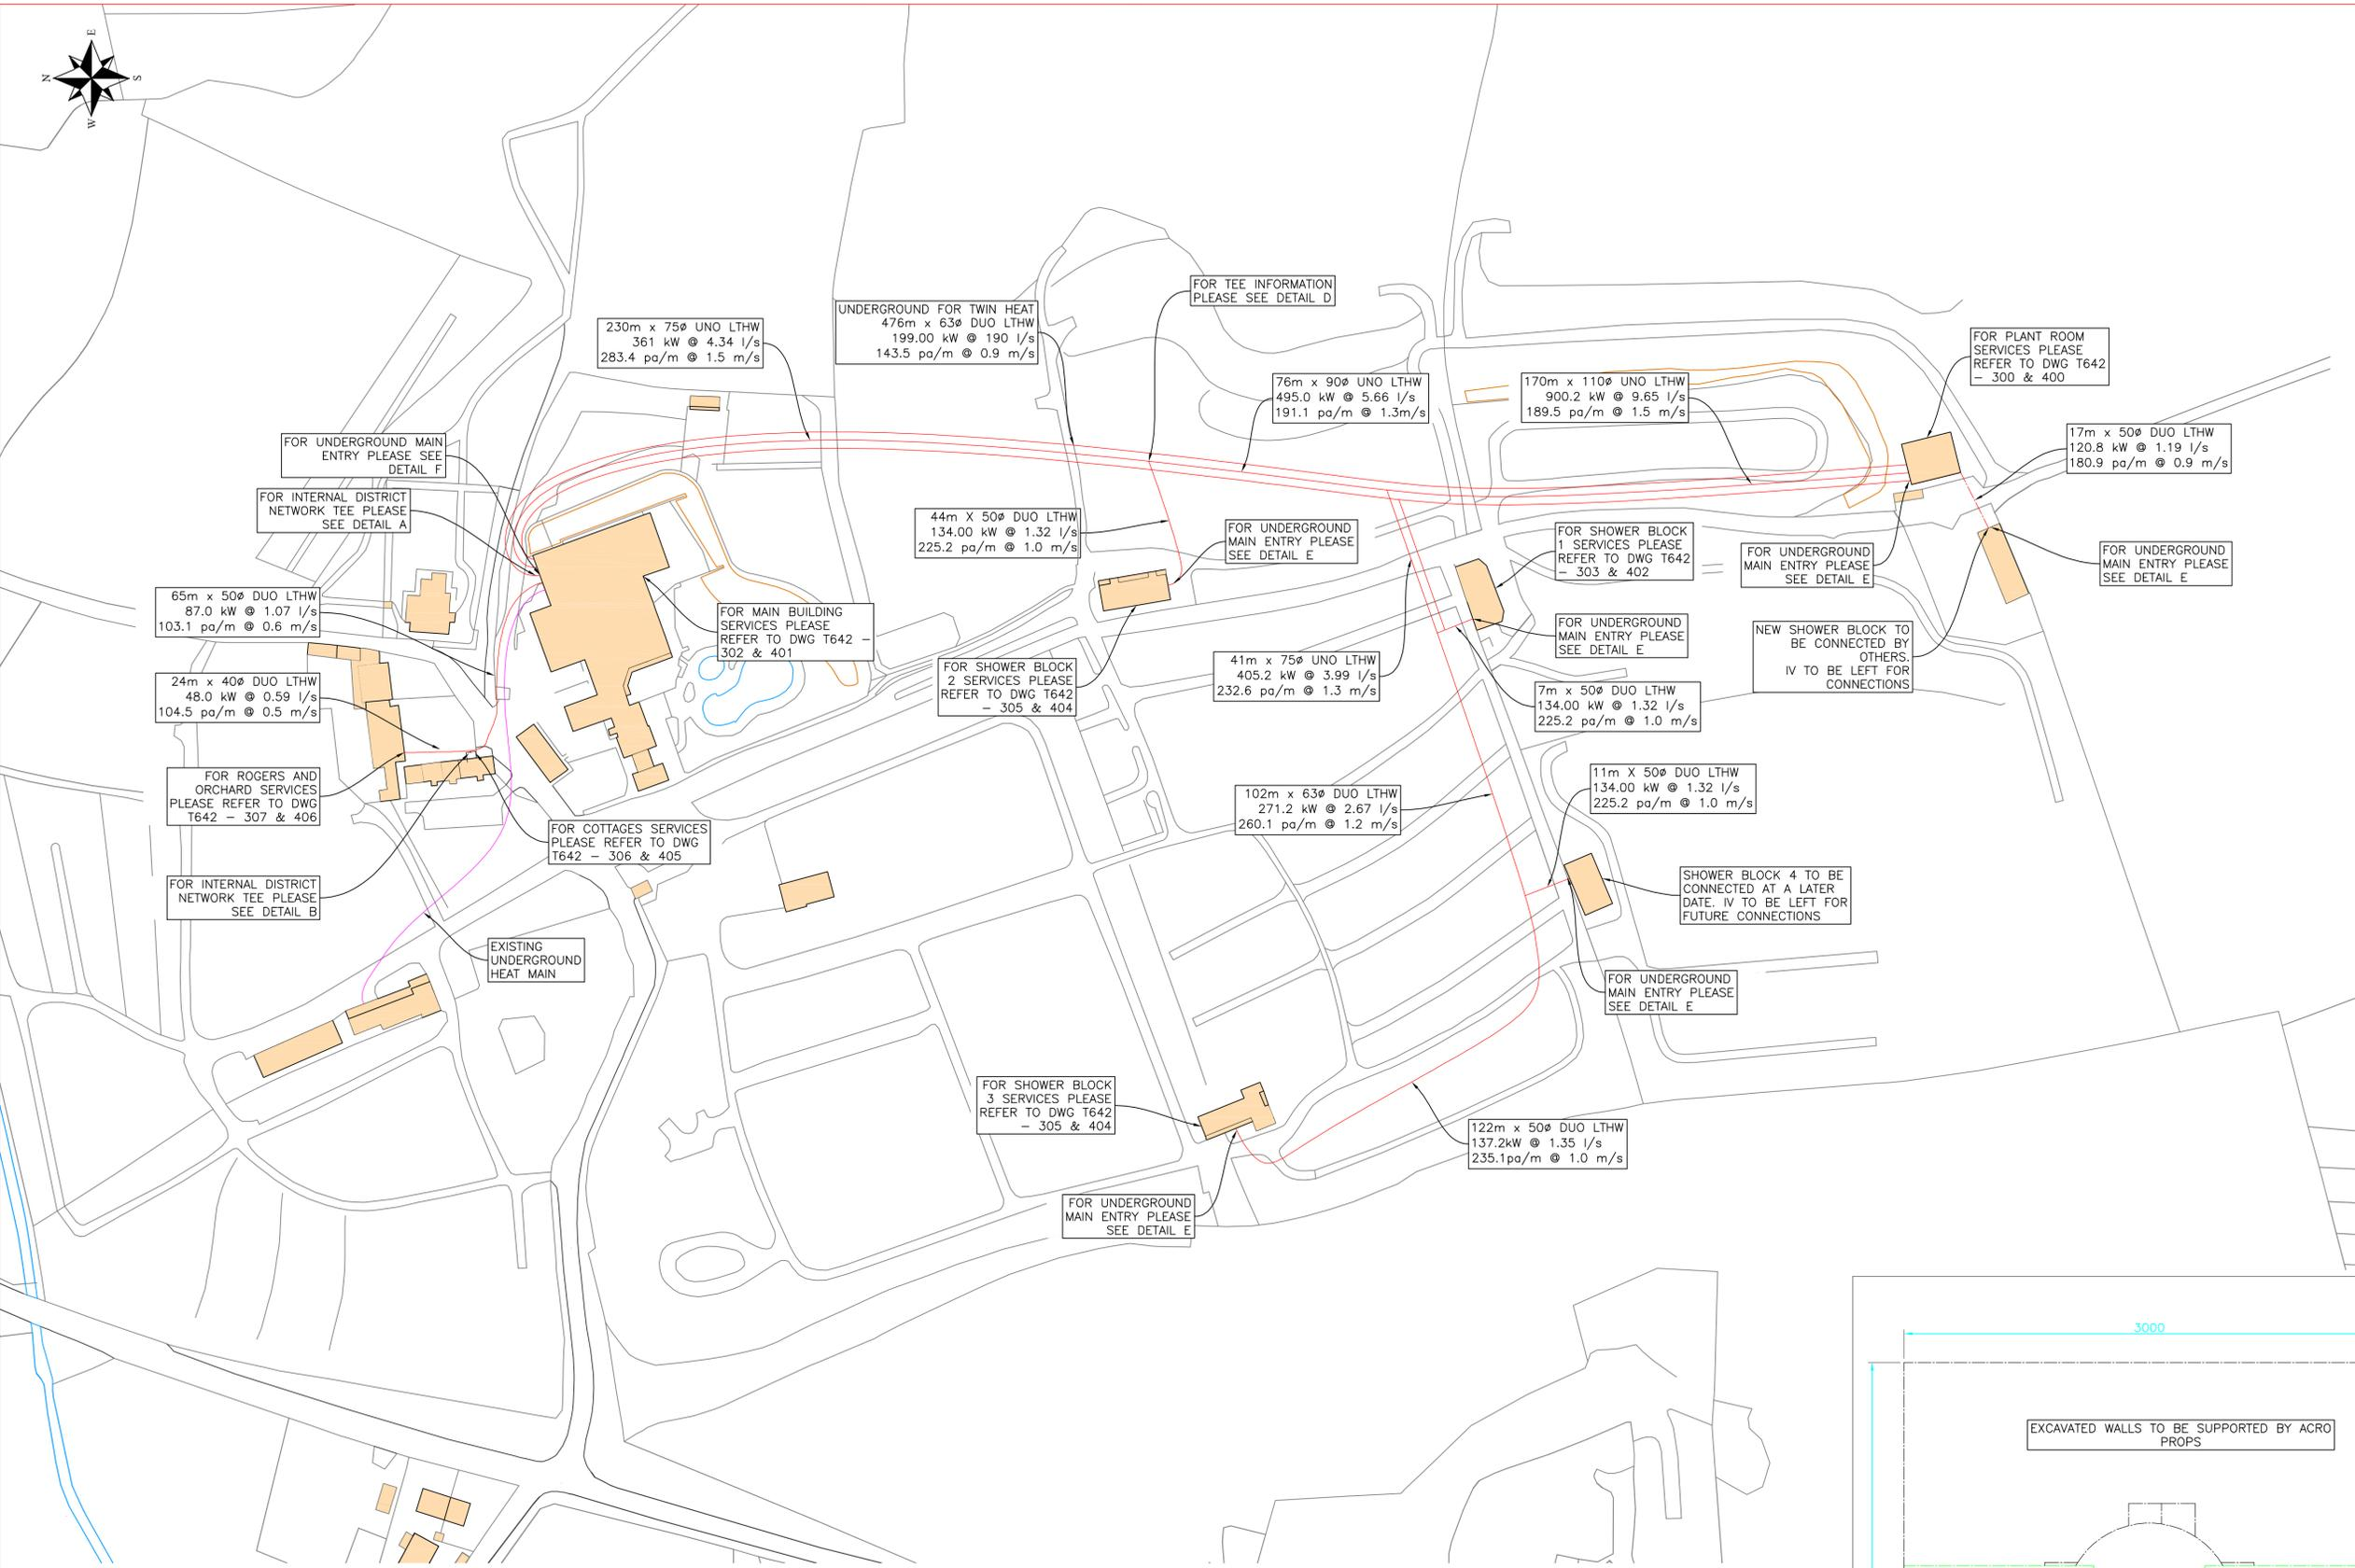 E
N
S
W
FOR TEE INFORMATION
PLEASE SEE DETAIL D
UNDERGROUND FOR TWIN HEAT
476m x 63ø DUO LTHW
199.00 kW @ 190 l/s
143.5 pa/m @ 0.9 m/s
230m x 75ø UNO LTHW
361 kW @ 4.34 l/s
283.4 pa/m @ 1.5 m/s
FOR PLANT ROOM
SERVICES PLEASE
REFER TO DWG T642
- 300 & 400
76m x 90ø UNO LTHW
495.0 kW @ 5.66 l/s
191.1 pa/m @ 1.3m/s
170m x 110ø UNO LTHW
900.2 kW @ 9.65 l/s
189.5 pa/m @ 1.5 m/s
17m x 50ø DUO LTHW
120.8 kW @ 1.19 l/s
180.9 pa/m @ 0.9 m/s
FOR UNDERGROUND MAIN
ENTRY PLEASE SEE
DETAIL F
FOR INTERNAL DISTRICT
NETWORK TEE PLEASE
SEE DETAIL A
44m X 50ø DUO LTHW
134.00 kW @ 1.32 l/s
225.2 pa/m @ 1.0 m/s
FOR UNDERGROUND
MAIN ENTRY PLEASE
SEE DETAIL E
FOR SHOWER BLOCK
1 SERVICES PLEASE
REFER TO DWG T642
- 303 & 402
FOR UNDERGROUND
MAIN ENTRY PLEASE
SEE DETAIL E
FOR UNDERGROUND
MAIN ENTRY PLEASE
SEE DETAIL E
65m x 50ø DUO LTHW
87.0 kW @ 1.07 l/s
103.1 pa/m @ 0.6 m/s
FOR MAIN BUILDING
SERVICES PLEASE
REFER TO DWG T642 -
302 & 401
FOR UNDERGROUND
MAIN ENTRY PLEASE
SEE DETAIL E
NEW SHOWER BLOCK TO
BE CONNECTED BY
OTHERS.
IV TO BE LEFT FOR
CONNECTIONS
FOR SHOWER BLOCK
2 SERVICES PLEASE
REFER TO DWG T642
- 305 & 404
41m x 75ø UNO LTHW
405.2 kW @ 3.99 l/s
232.6 pa/m @ 1.3 m/s
24m x 40ø DUO LTHW
48.0 kW @ 0.59 l/s
104.5 pa/m @ 0.5 m/s
7m x 50ø DUO LTHW
134.00 kW @ 1.32 l/s
225.2 pa/m @ 1.0 m/s
FOR ROGERS AND
ORCHARD SERVICES
PLEASE REFER TO DWG
T642 - 307 & 406
11m X 50ø DUO LTHW
134.00 kW @ 1.32 l/s
225.2 pa/m @ 1.0 m/s
102m x 63ø DUO LTHW
271.2 kW @ 2.67 l/s
260.1 pa/m @ 1.2 m/s
FOR COTTAGES SERVICES
PLEASE REFER TO DWG
T642 - 306 & 405
FOR INTERNAL DISTRICT
NETWORK TEE PLEASE
SEE DETAIL B
SHOWER BLOCK 4 TO BE
CONNECTED AT A LATER
DATE. IV TO BE LEFT FOR
FUTURE CONNECTIONS
EXISTING
UNDERGROUND
HEAT MAIN
FOR UNDERGROUND
MAIN ENTRY PLEASE
SEE DETAIL E
FOR SHOWER BLOCK
3 SERVICES PLEASE
REFER TO DWG T642
- 305 & 404
122m x 50ø DUO LTHW
137.2kW @ 1.35 l/s
235.1pa/m @ 1.0 m/s
FOR UNDERGROUND
MAIN ENTRY PLEASE
SEE DETAIL E
3000
EXCAVATED WALLS TO BE SUPPORTED BY ACRO
PROPS